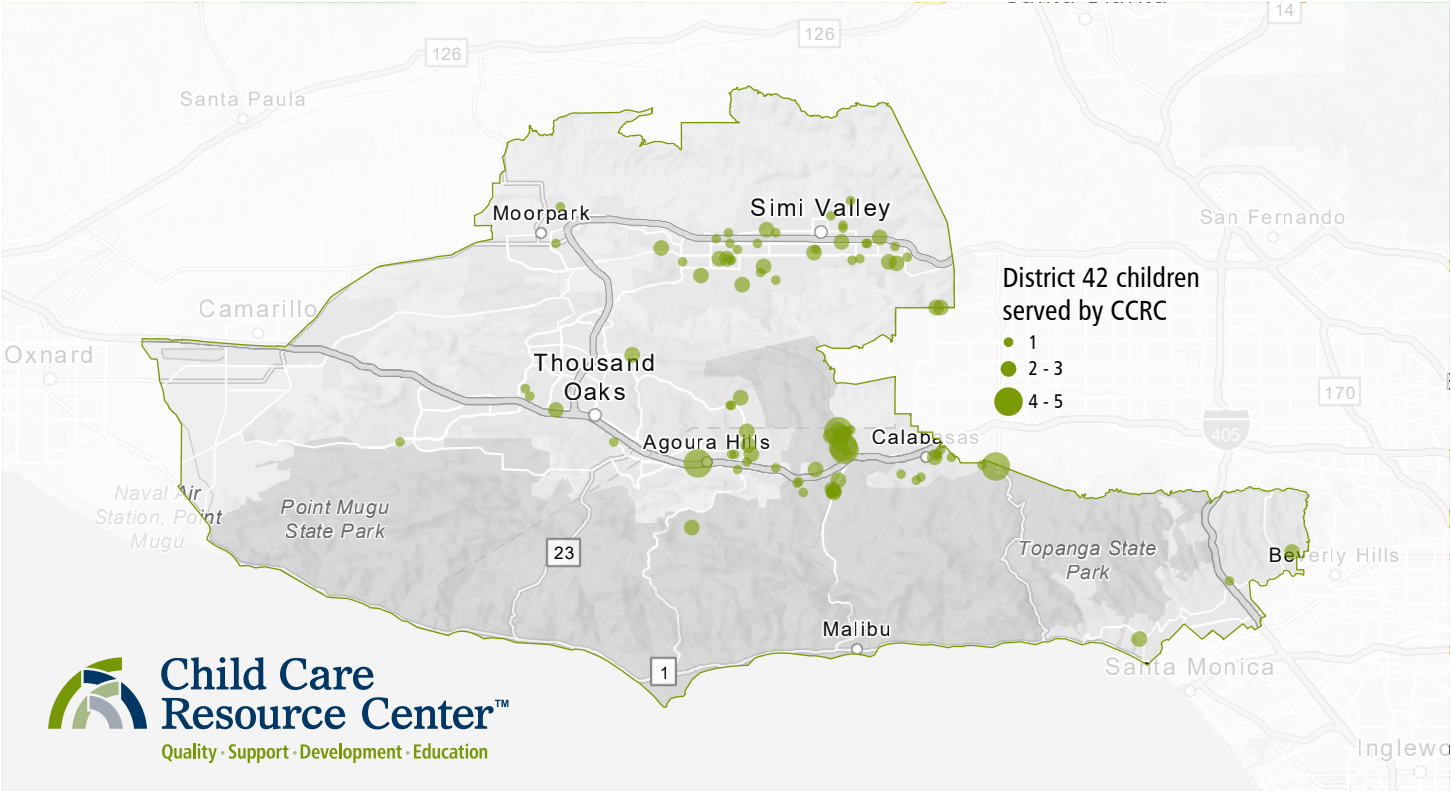 14
126
126
Santa Paula
Moorpark
Simi Valley
San Fernando
District 42 children
served by CCRC
1
2 - 3
4 - 5
Camarillo
Oxnard
Thousand
Oaks
170
405
Agoura Hills
Calabasas
Naval Air
Station, Point
Mugu
Point Mugu
State Park
23
Topanga State
Park
Beverly Hills
Malibu
1
Santa Monica
Child Care
Resource Center™
Quality · Support · Development · Education
Inglewo